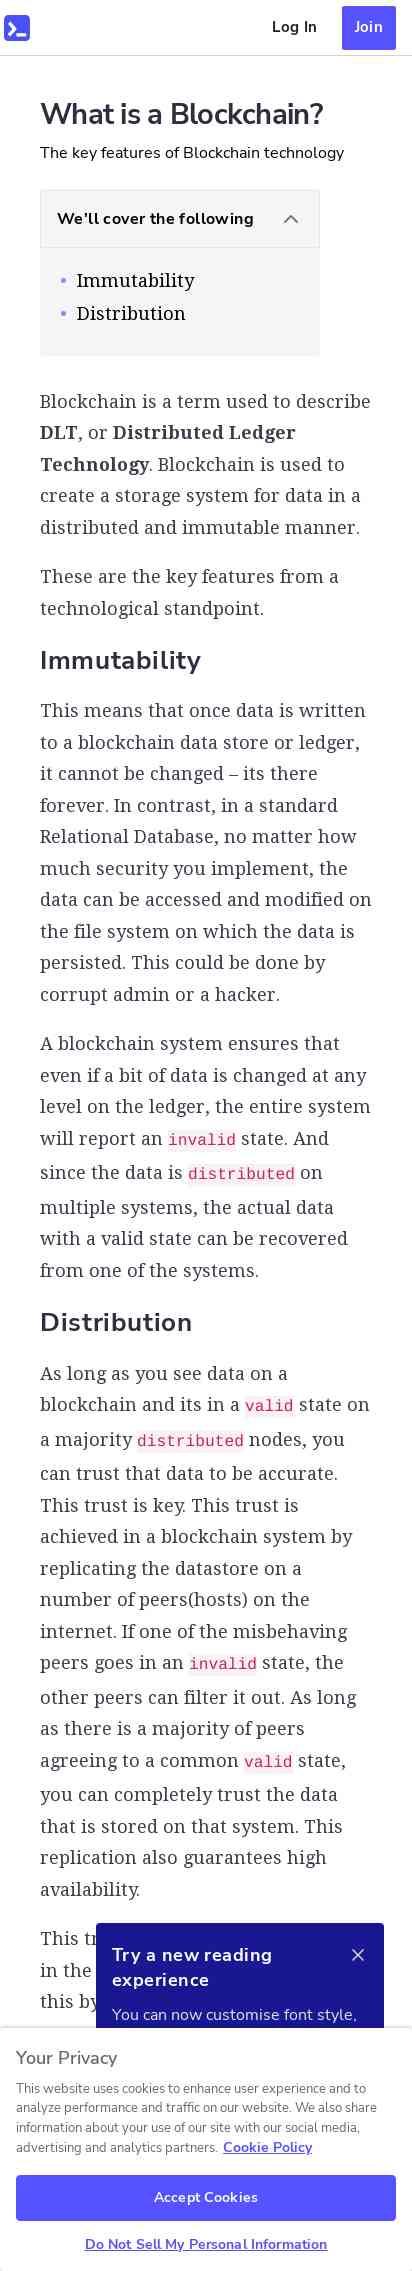 Log In
Join
What is a Blockchain?
The key features of Blockchain technology
We'll cover the following
Immutability
Distribution
Blockchain is a term used to describe
DLT, or Distributed Ledger
Technology. Blockchain is used to
create a storage system for data in a
distributed and immutable manner.
These are the key features from a
technological standpoint.
Immutability
This means that once data is written
to a blockchain data store or ledger,
it cannot be changed – its there
forever. In contrast, in a standard
Relational Database, no matter how
much security you implement, the
data can be accessed and modified on
the file system on which the data is
persisted. This could be done by
corrupt admin or a hacker.
A blockchain system ensures that
even if a bit of data is changed at any
level on the ledger, the entire system
will report an invalid state. And
since the data is distributed on
multiple systems, the actual data
with a valid state can be recovered
from one of the systems.
Distribution
As long as you see data on a
blockchain and its in a valid state on
a majority distributed nodes, you
can trust that data to be accurate.
This trust is key. This trust is
achieved in a blockchain system by
replicating the datastore on a
number of peers(hosts) on the
internet. If one of the misbehaving
peers goes in an invalid state, the
other peers can filter it out. As long
as there is a majority of peers
agreeing to a common valid state,
you can completely trust the data
that is stored on that system. This
replication also guarantees high
availability.
This
in the
this by
Try a new reading
experience
You can now customise font style,
Your Privacy
This website uses cookies to enhance user experience and to
analyze performance and traffic on our website. We also share
information about your use of our site with our social media,
advertising and analytics partners. Cookie Policy
Accept Cookies
Do Not Sell My Personal Information